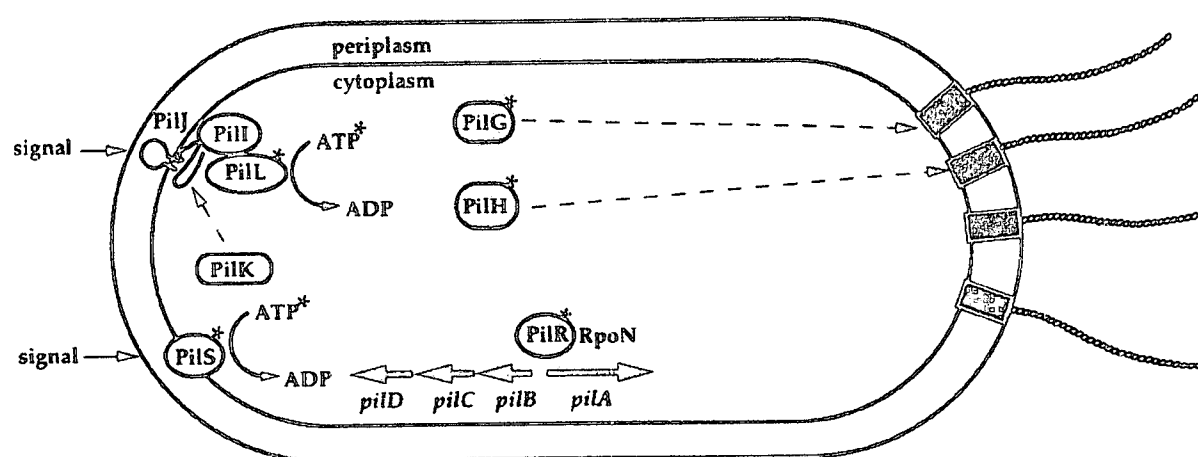 periplasm
cytoplasm
PilJ
PilI
signal
PilL*
ATP*
ADP
PilG*
PilH*
PilK
ATP*
signal
PilS*
ADP
PilR*
RpoN
pilD pilC pilB pilA